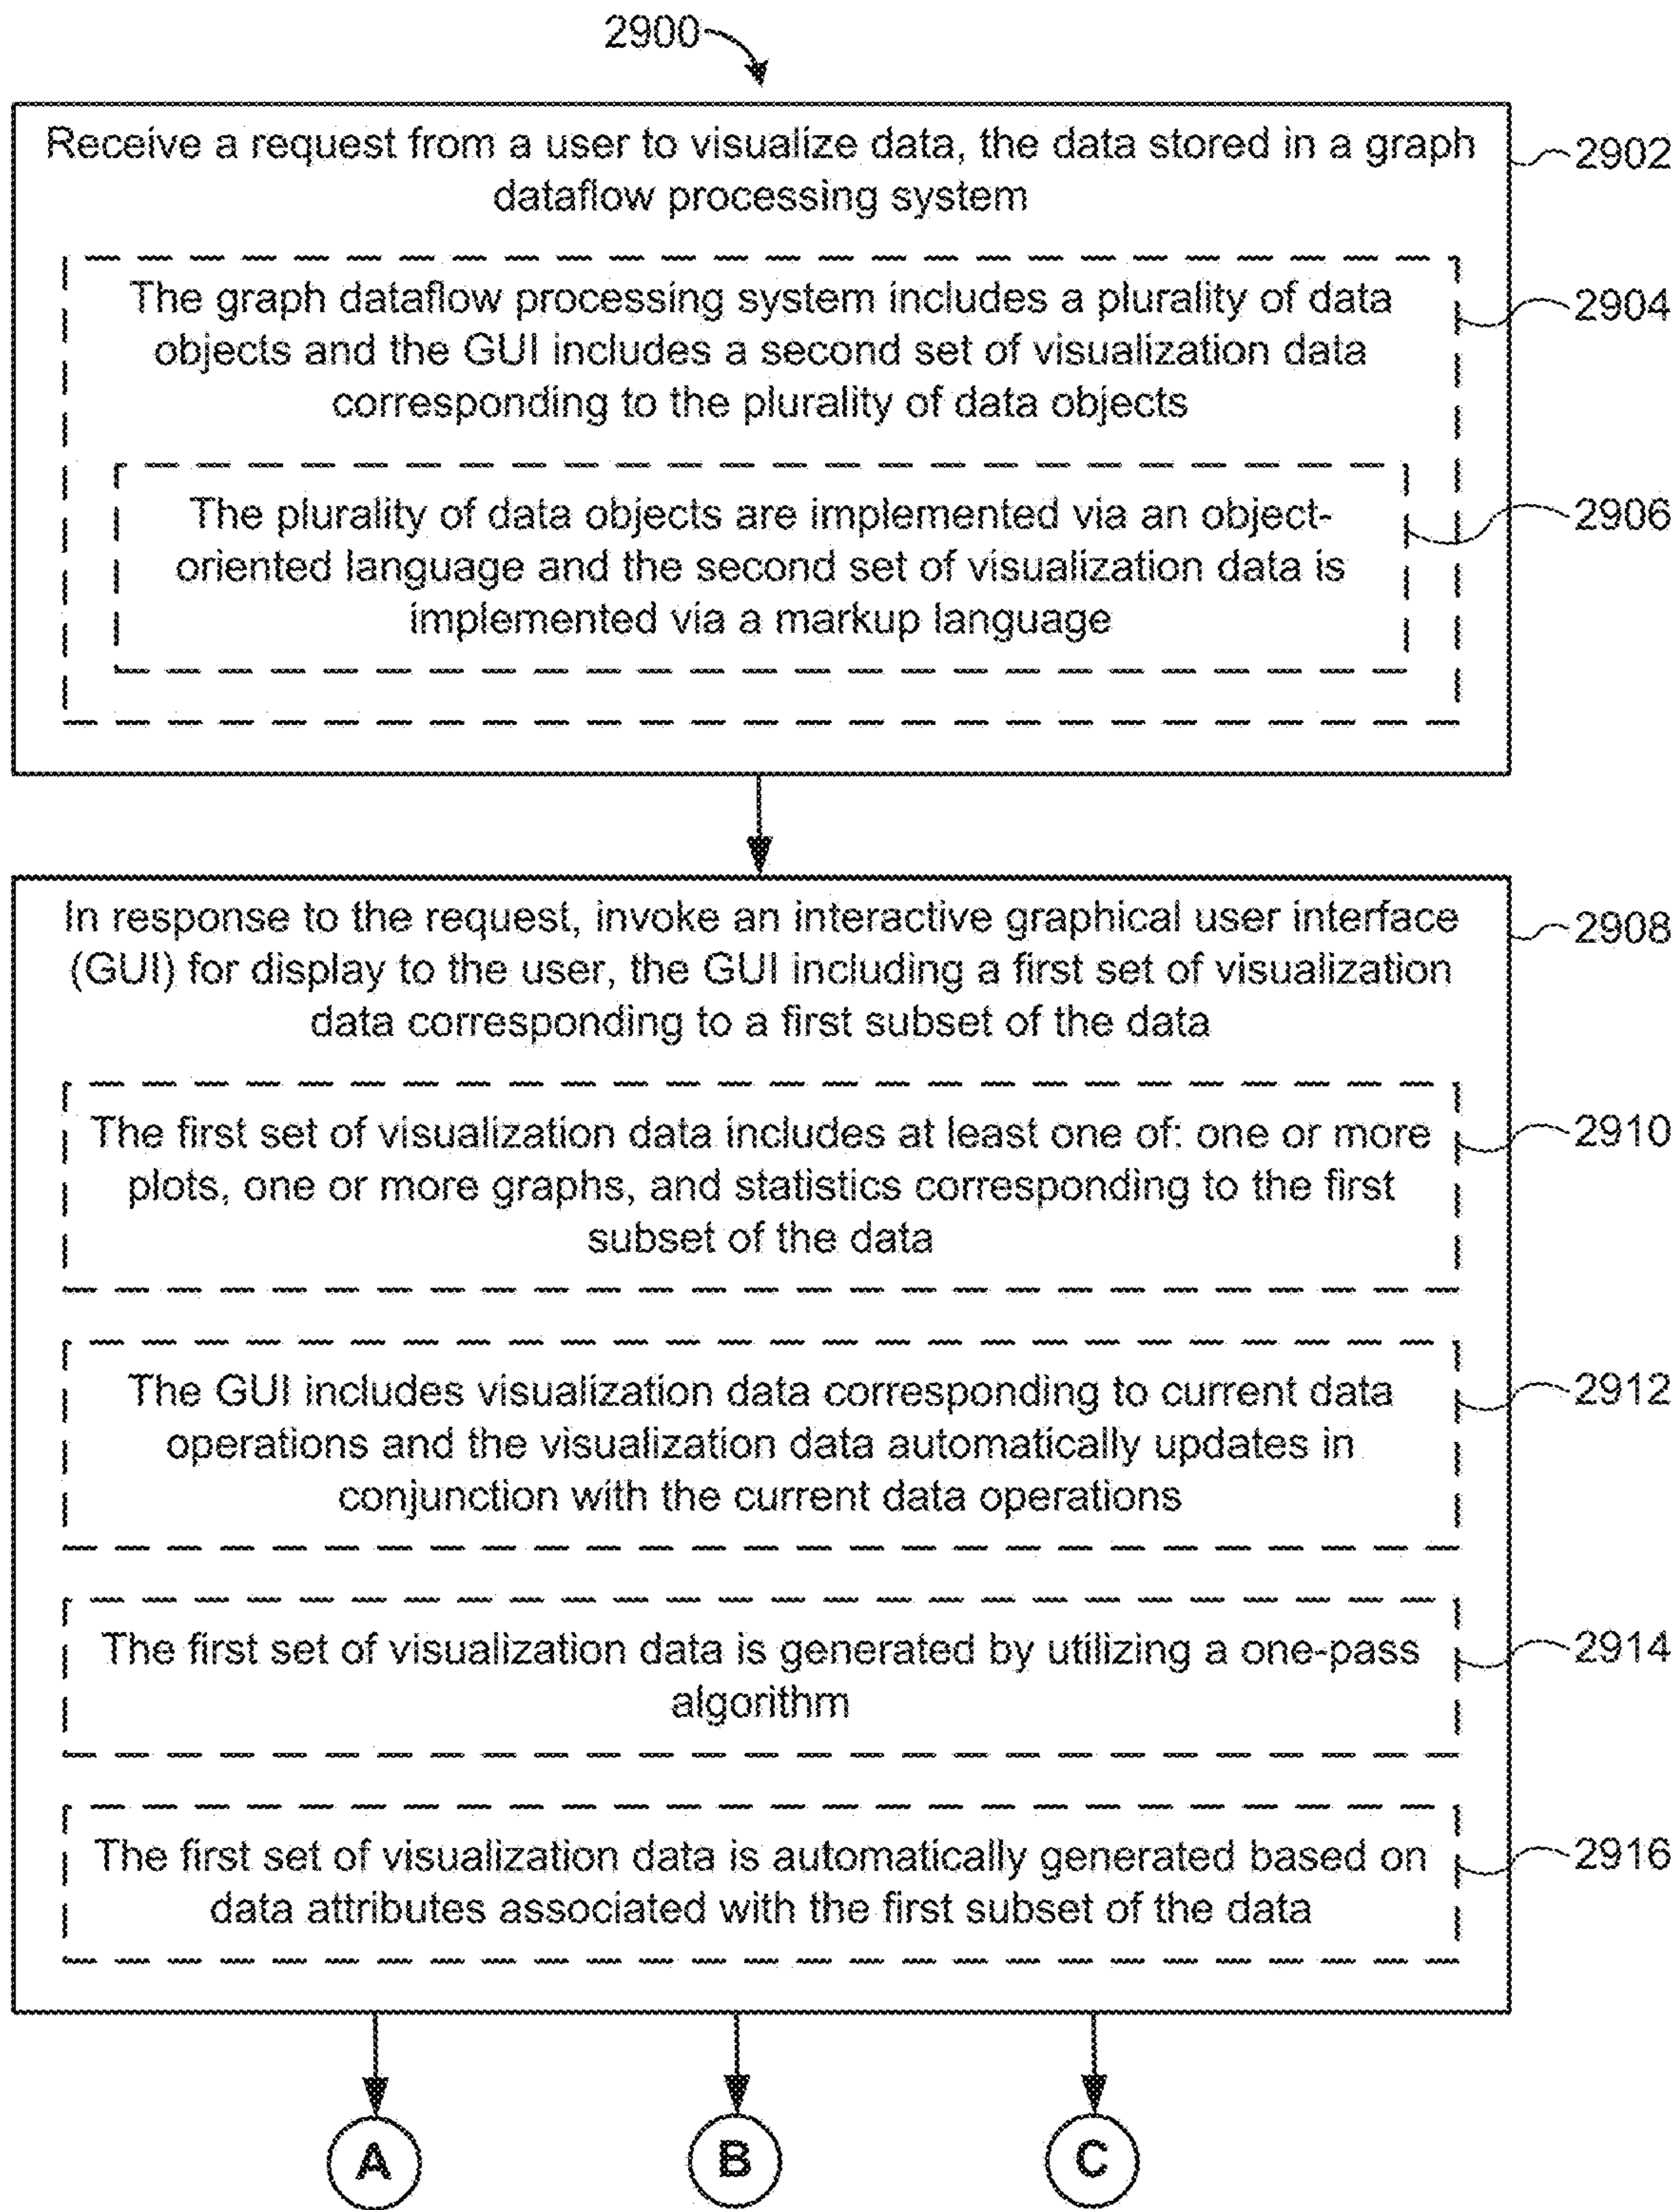 2900
Receive a request from a user to visualize data, the data stored in a graph
dataflow processing system
2902
The graph dataflow processing system includes a plurality of data
objects and the GUI includes a second set of visualization data
corresponding to the plurality of data objects
2904
The plurality of data objects are implemented via an object-
oriented language and the second set of visualization data is
implemented via a markup language
2906
In response to the request, invoke an interactive graphical user interface
(GUI) for display to the user, the GUI including a first set of visualization
data corresponding to a first subset of the data
2908
The first set of visualization data includes at least one of: one or more
plots, one or more graphs, and statistics corresponding to the first
subset of the data
2910
The GUI includes visualization data corresponding to current data
operations and the visualization data automatically updates in
conjunction with the current data operations
2912
The first set of visualization data is generated by utilizing a one-pass
algorithm
2914
The first set of visualization data is automatically generated based on
data attributes associated with the first subset of the data
2916
A
B
C